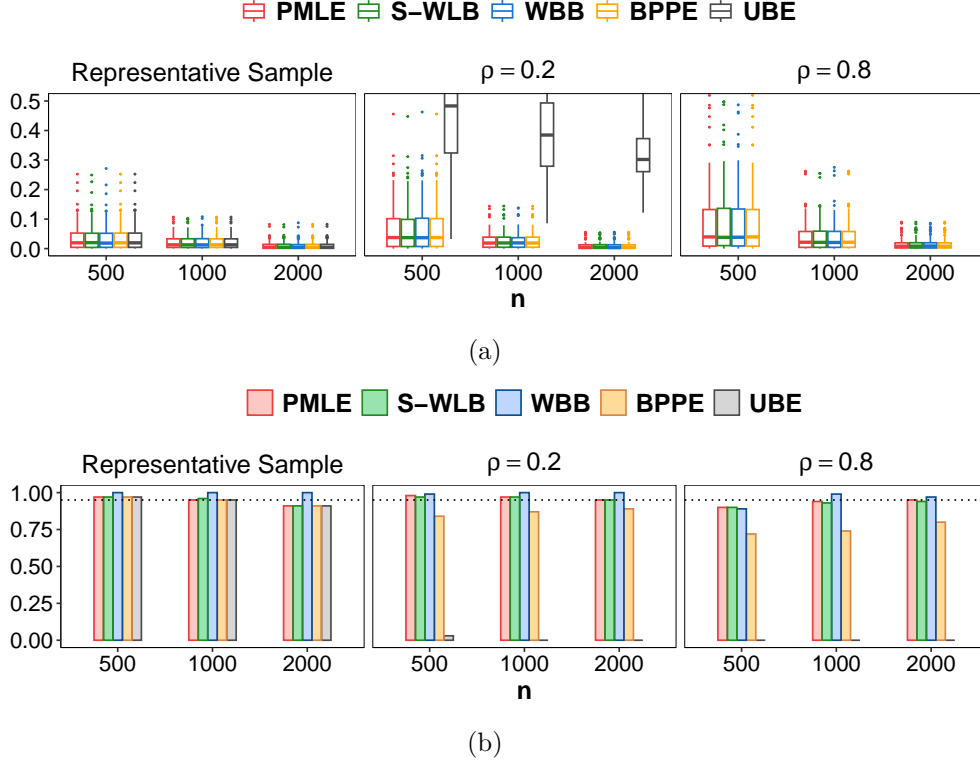 PMLE S−WLB WBB BPPE UBE
Representative Sample ρ = 0.2 ρ = 0.8
0.5
0.4
0.3
0.2
0.1
0.0
500 1000 2000 500 1000 2000 500 1000 2000
n
(a)
PMLE S−WLB WBB BPPE UBE
Representative Sample ρ = 0.2 ρ = 0.8
1.00
0.75
0.50
0.25
0.00
500 1000 2000 500 1000 2000 500 1000 2000
n
(b)